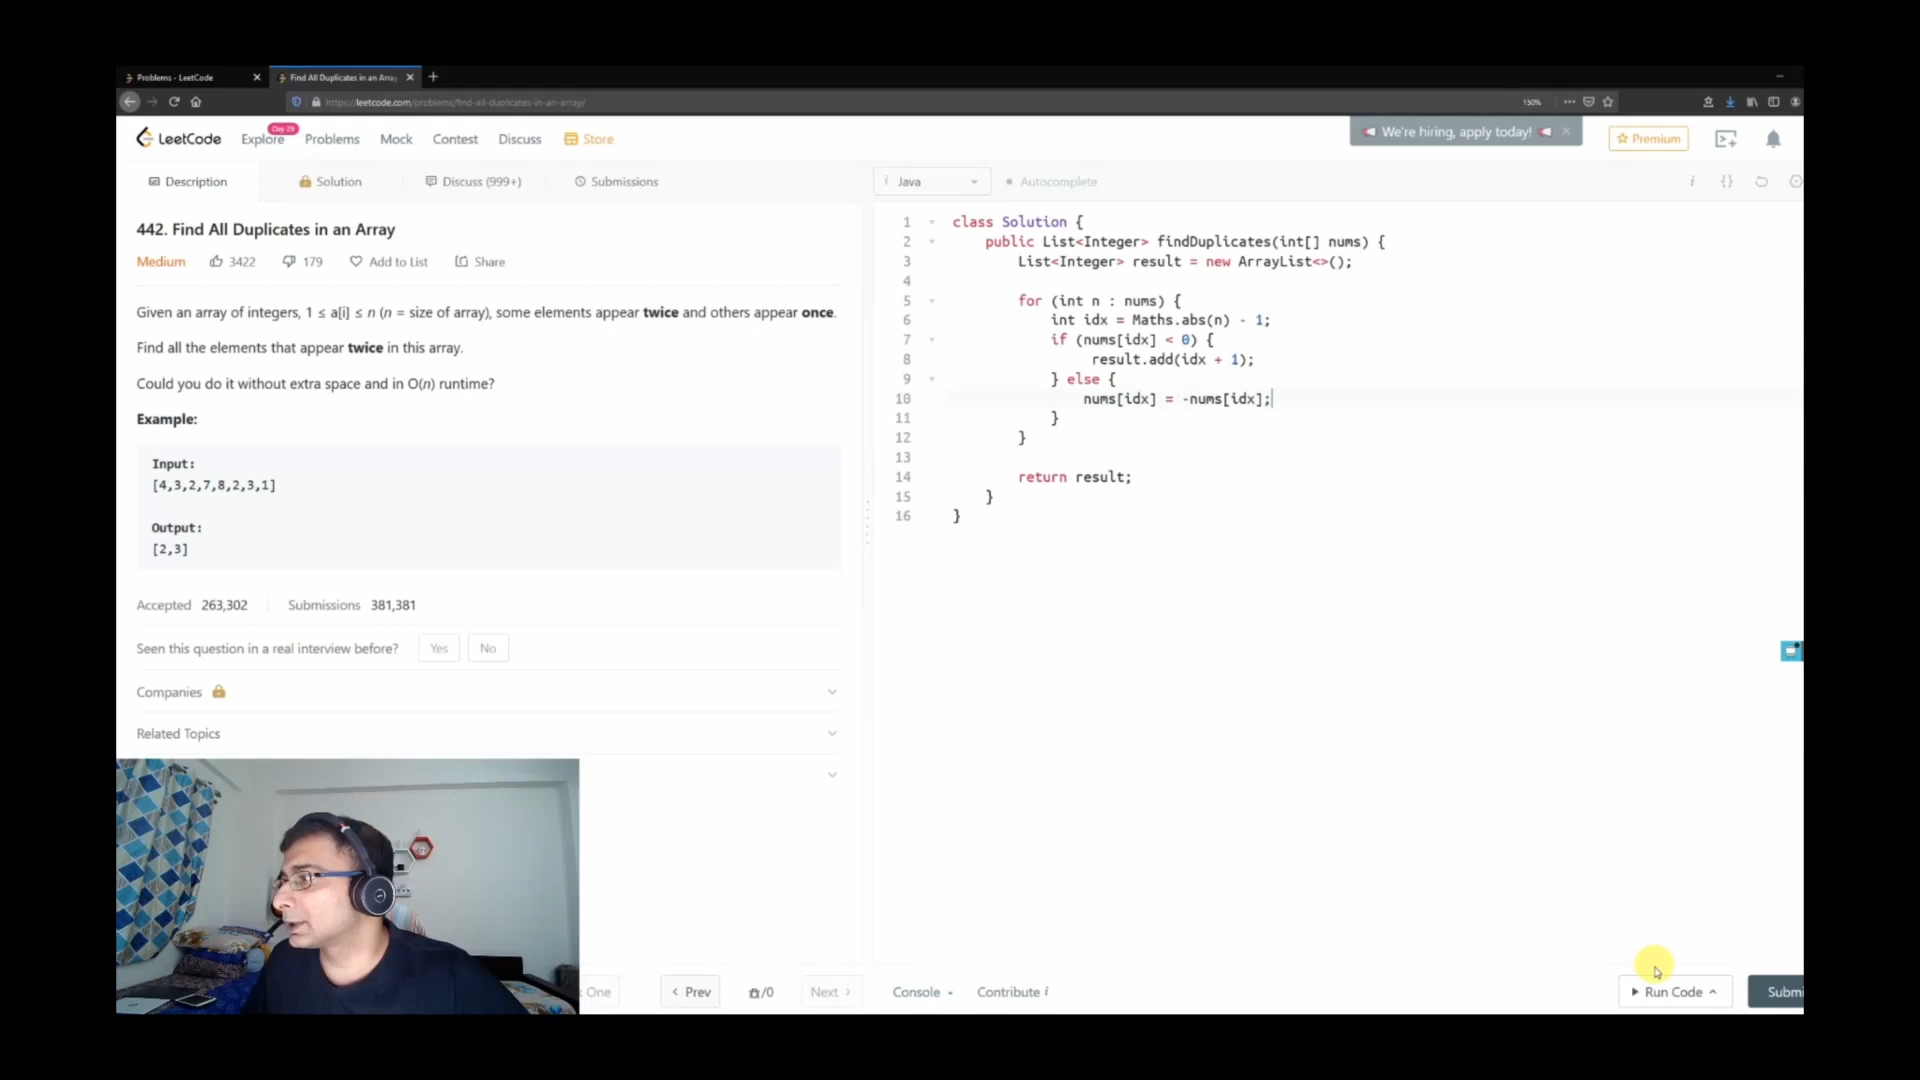 Problems - LeetCode
Find All Duplicates in an Array
https://leetcode.com/problems/find-all-duplicates-in-an-array/
150%
LeetCode
Explore
Day 29
Problems
Mock
Contest
Discuss
Store
We're hiring, apply today!
Premium
Description
Solution
Discuss (999+)
Submissions
i Java
Autocomplete
i
{}
442. Find All Duplicates in an Array
Medium
3422
179
Add to List
Share
Given an array of integers, 1 ≤ a[i] ≤ n (n = size of array), some elements appear twice and others appear once.
Find all the elements that appear twice in this array.
Could you do it without extra space and in O(n) runtime?
Example:
Input:
[4,3,2,7,8,2,3,1]
Output:
[2,3]
Accepted 263,302
Submissions 381,381
Seen this question in a real interview before?
Yes
No
Companies
Related Topics
1 class Solution {
2 public List<Integer> findDuplicates(int[] nums) {
3 List<Integer> result = new ArrayList<>();
4
5 for (int n : nums) {
6 int idx = Maths.abs(n) - 1;
7 if (nums[idx] < 0) {
8 result.add(idx + 1);
9 } else {
10 nums[idx] = -nums[idx];
11 }
12 }
13
14 return result;
15 }
16 }
One
Prev
/0
Next
Console
Contribute i
Run Code
Submi